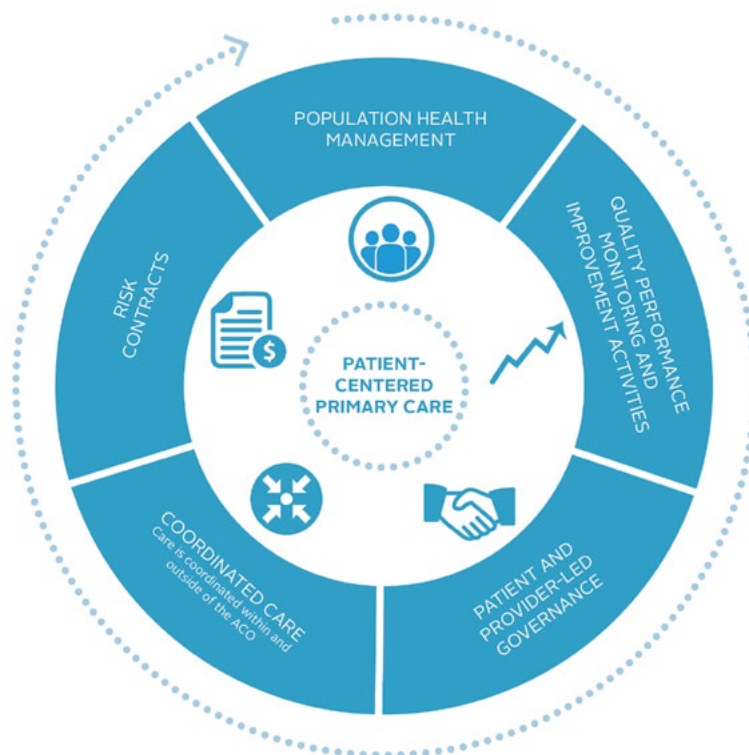 POPULATION HEALTH
MANAGEMENT
QUALITY PERFORMANCE
MONITORING AND
IMPROVEMENT ACTIVITIES
PATIENT AND
PROVIDER-LED
GOVERNANCE
COORDINATED CARE
Care is coordinated within and
outside of the ACO
RISK
CONTRACTS
$
PATIENT-
CENTERED
PRIMARY CARE